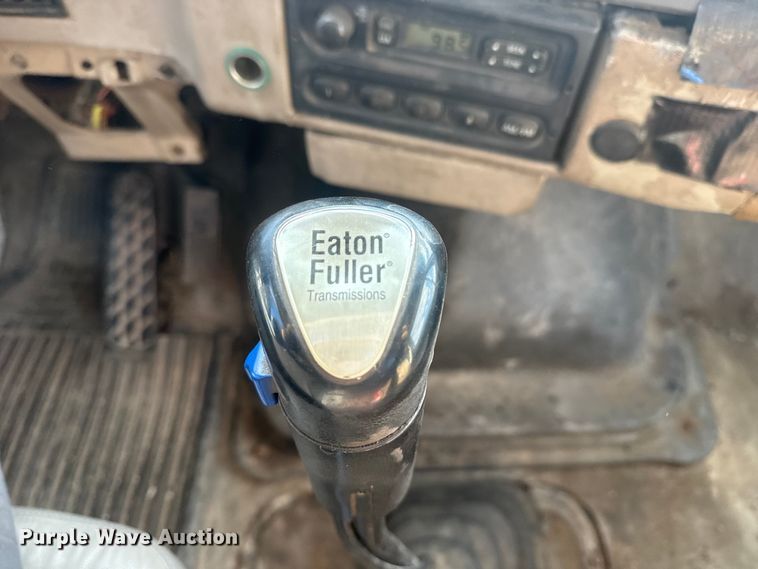 Eaton®
Fuller®
Transmissions
Purple Wave Auction